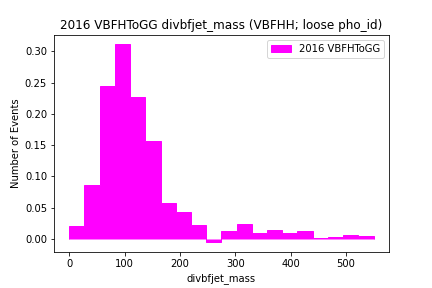 2016 VBFHToGG divbfjet_mass (VBFHH; loose pho_id)
2016 VBFHToGG
Number of Events
0.30
0.25
0.20
0.15
0.10
0.05
0.00
0 100 200 300 400 500
divbfjet_mass